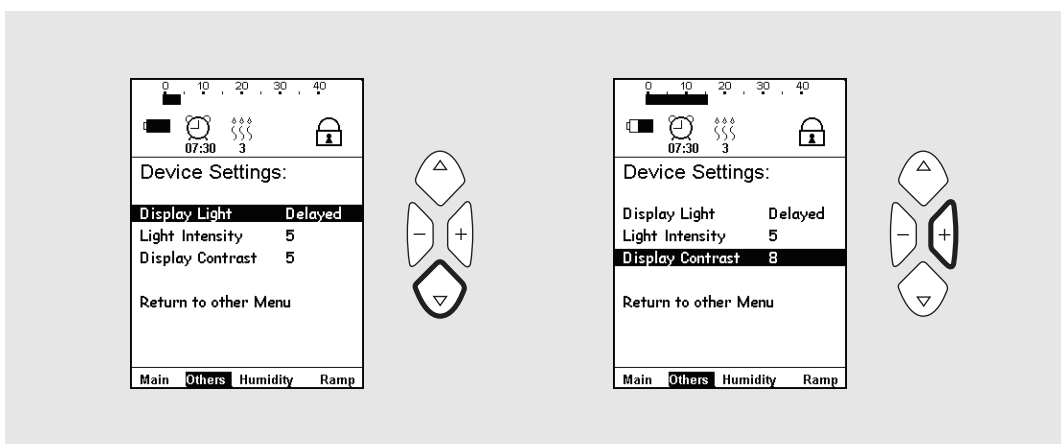 0 10 20 30 40
07:30 3
Device Settings:
Display Light Delayed
Light Intensity 5
Display Contrast 5
Return to other Menu
Main Others Humidity Ramp
− +
0 10 20 30 40
07:30 3
Device Settings:
Display Light Delayed
Light Intensity 5
Display Contrast 8
Return to other Menu
Main Others Humidity Ramp
− +